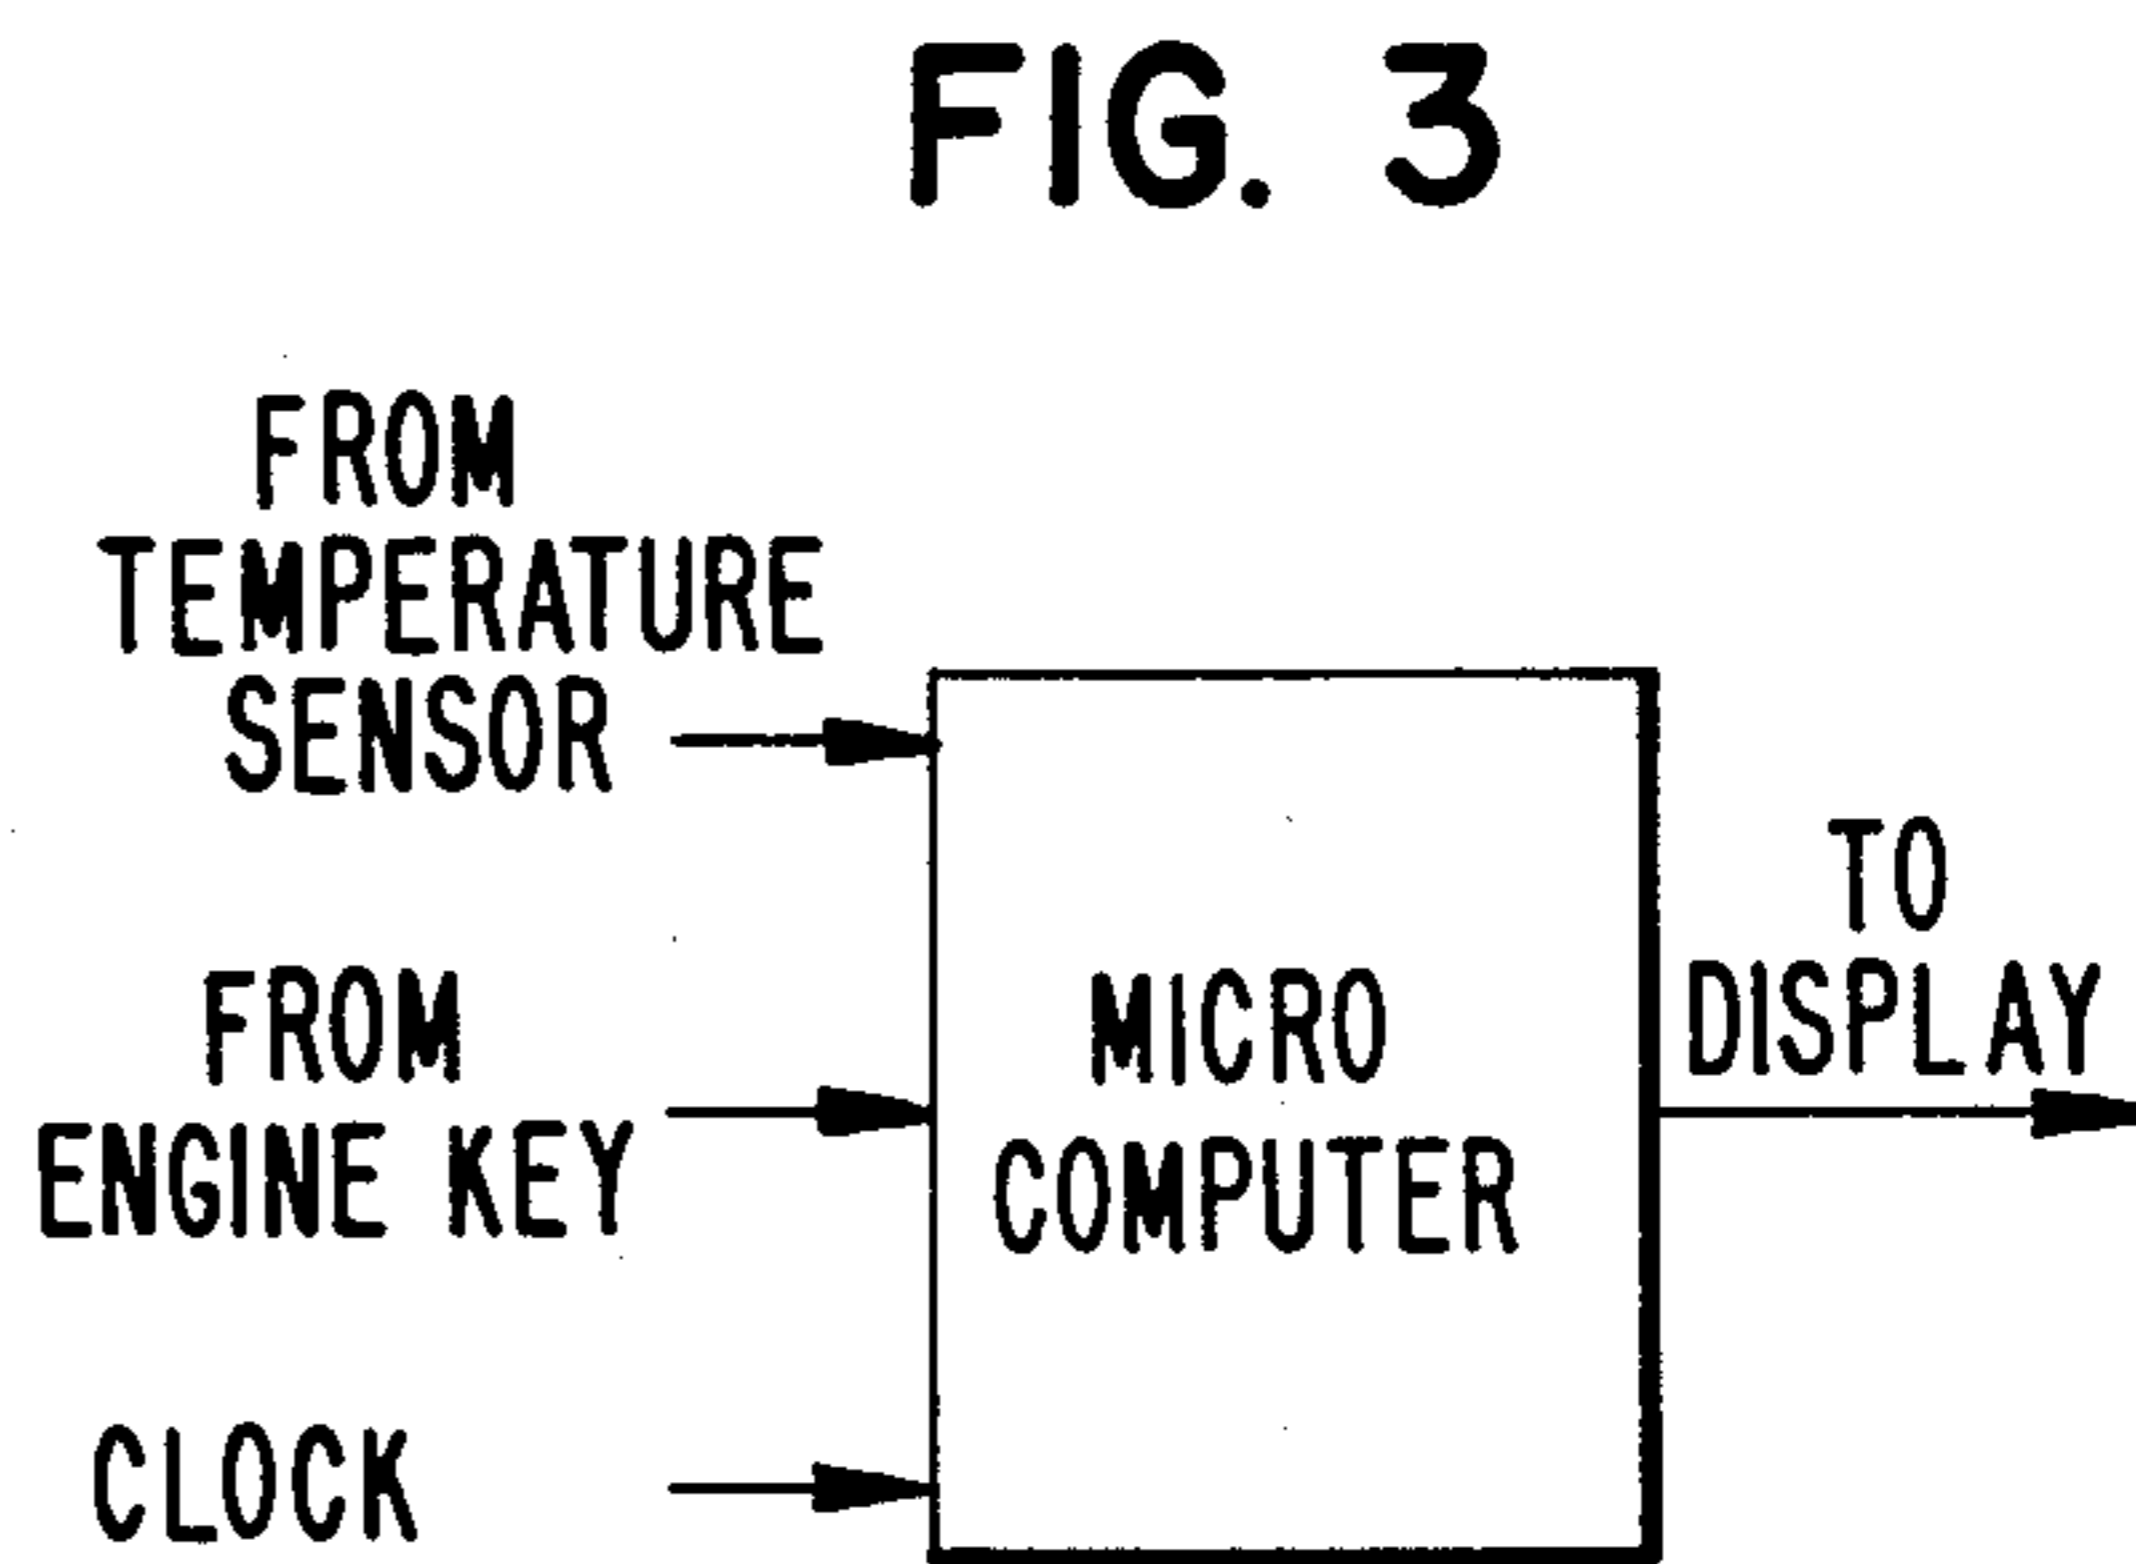 FIG. 3
FROM
TEMPERATURE
SENSOR
FROM
ENGINE KEY
CLOCK
MICRO
COMPUTER
TO
DISPLAY